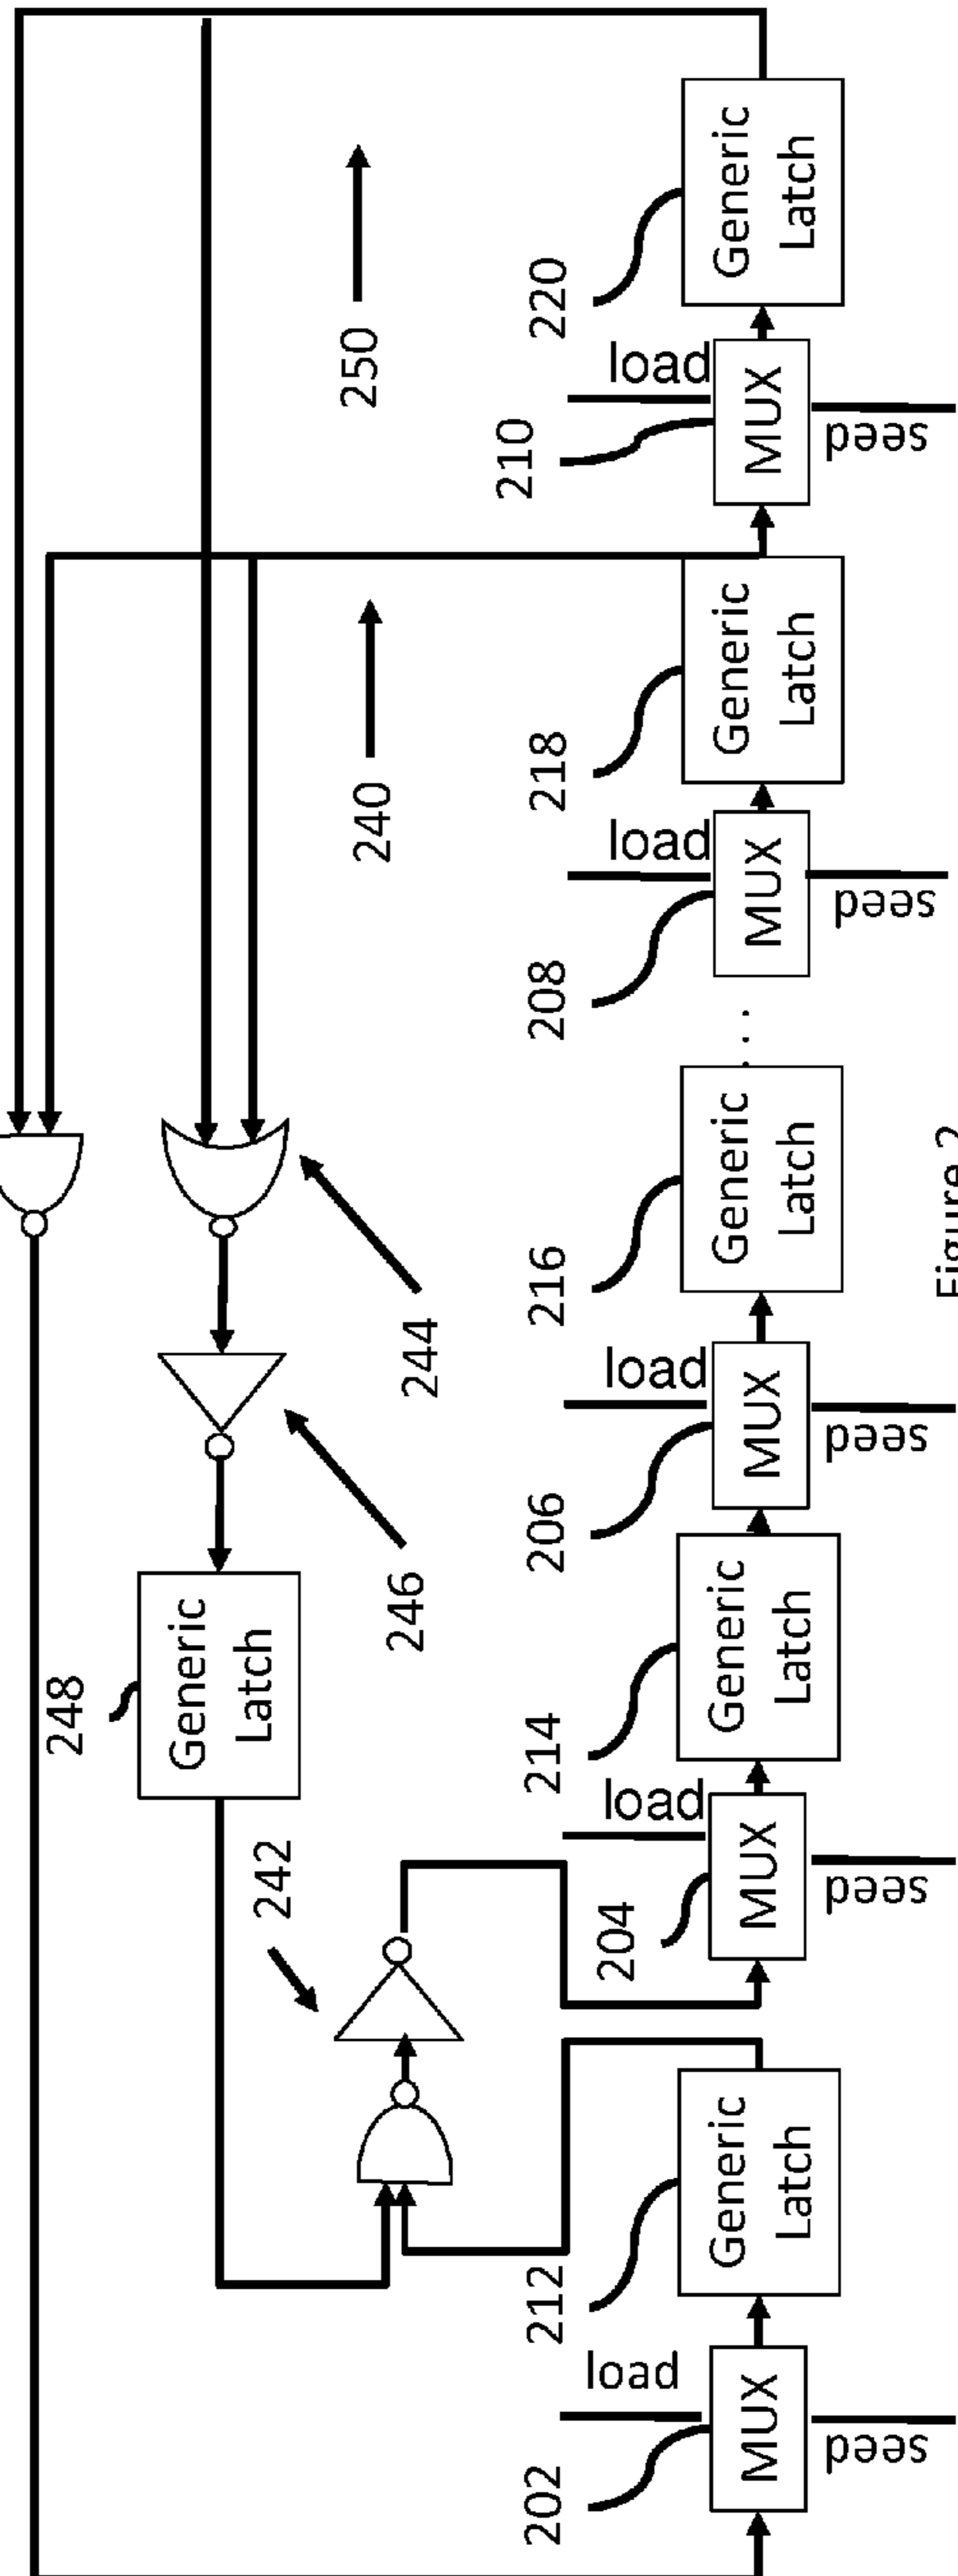 248
Generic
Latch
242
246
244
240
250
202
load
212
204
load
214
206
load
216
208
load
218
210
load
220
MUX
seed
Generic
Latch
MUX
seed
Generic
Latch
MUX
seed
Generic
Latch
. . .
MUX
seed
Generic
Latch
MUX
seed
Generic
Latch
Figure 2